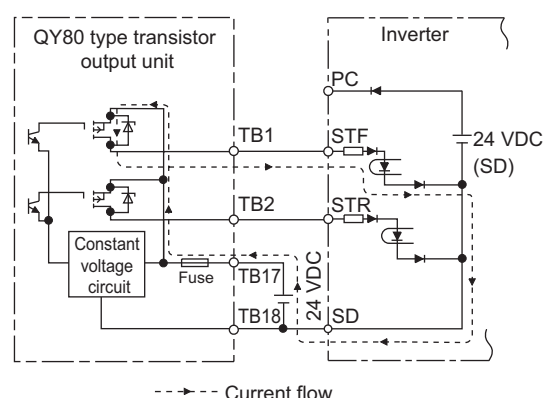 QY80 type transistor
output unit
Inverter
PC
TB1
STF
24 VDC
(SD)
TB2
STR
Constant
voltage
circuit
Fuse
TB17
24 VDC
TB18
SD
Current flow